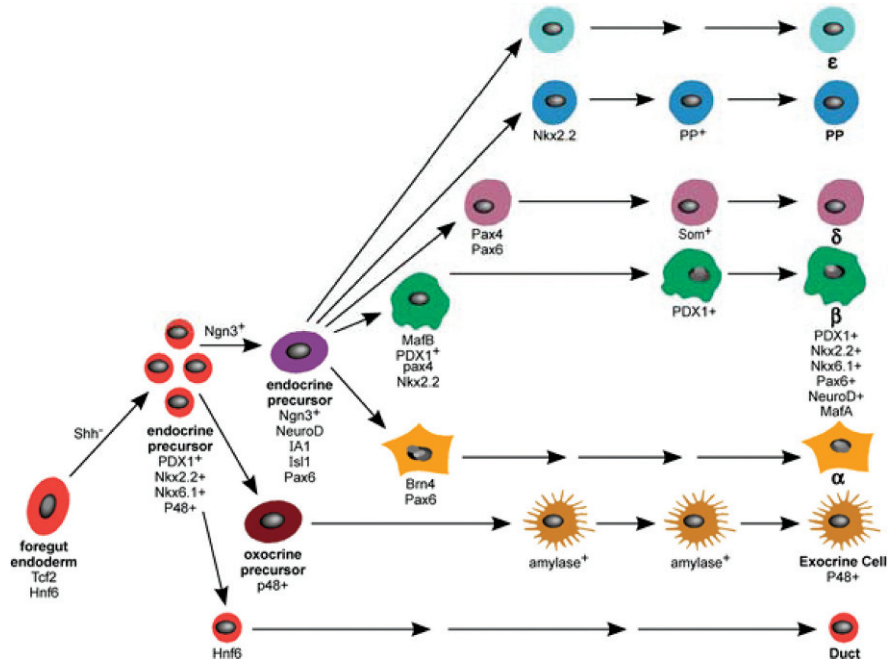 ε
Nkx2.2
PP⁺
PP
Pax4
Pax6
Som⁺
δ
MafB
PDX1⁺
pax4
Nkx2.2
PDX1+
β
PDX1+
Nkx2.2+
Nkx6.1+
Pax6+
NeuroD+
MafA
Ngn3⁺
endocrine
precursor
Ngn3⁺
NeuroD
IA1
Isl1
Pax6
Shh⁻
endocrine
precursor
PDX1⁺
Nkx2.2+
Nkx6.1+
P48+
Brn4
Pax6
α
foregut
endoderm
Tcf2
Hnf6
oxocrine
precursor
p48+
amylase⁺
amylase⁺
Exocrine Cell
P48+
Hnf6
Duct